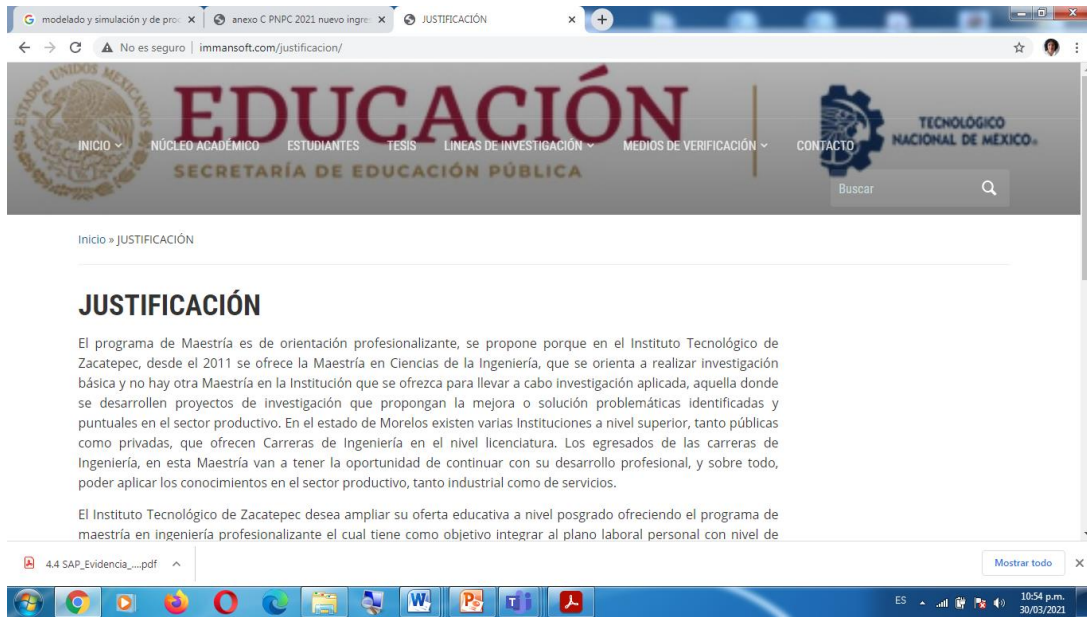 modelado y simulación y de proc
anexo C PNPC 2021 nuevo ingre
JUSTIFICACIÓN
No es seguro | immansoft.com/justificacion/
ESTADOS UNIDOS MEXICANOS
EDUCACIÓN
SECRETARÍA DE EDUCACIÓN PÚBLICA
TECNOLÓGICO
NACIONAL DE MÉXICO
INICIO NÚCLEO ACADÉMICO ESTUDIANTES TESIS LINEAS DE INVESTIGACIÓN MEDIOS DE VERIFICACIÓN CONTACTO
Buscar
Inicio » JUSTIFICACIÓN
JUSTIFICACIÓN
El programa de Maestría es de orientación profesionalizante, se propone porque en el Instituto Tecnológico de
Zacatepec, desde el 2011 se ofrece la Maestría en Ciencias de la Ingeniería, que se orienta a realizar investigación
básica y no hay otra Maestría en la Institución que se ofrezca para llevar a cabo investigación aplicada, aquella donde
se desarrollen proyectos de investigación que propongan la mejora o solución problemáticas identificadas y
puntuales en el sector productivo. En el estado de Morelos existen varias Instituciones a nivel superior, tanto públicas
como privadas, que ofrecen Carreras de Ingeniería en el nivel licenciatura. Los egresados de las carreras de
Ingeniería, en esta Maestría van a tener la oportunidad de continuar con su desarrollo profesional, y sobre todo,
poder aplicar los conocimientos en el sector productivo, tanto industrial como de servicios.
El Instituto Tecnológico de Zacatepec desea ampliar su oferta educativa a nivel posgrado ofreciendo el programa de
maestría en ingeniería profesionalizante el cual tiene como objetivo integrar al plano laboral personal con nivel de
4.4 SAP_Evidencia_....pdf
Mostrar todo
ES
10:54 p.m.
30/03/2021